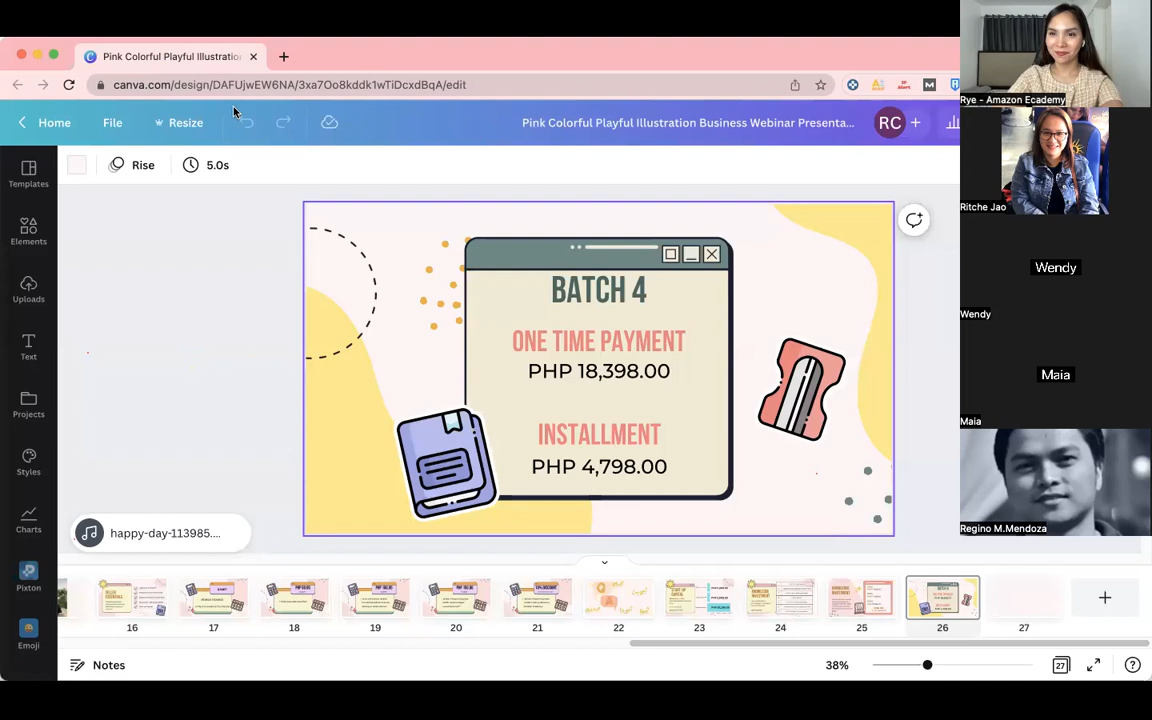 Pink Colorful Playful Illustratio
canva.com/design/DAFUjwEW6NA/3xa7Oo8kddk1wTiDcxdBqA/edit
Home
File
Resize
Pink Colorful Playful Illustration Business Webinar Presenta...
RC
Rise
5.0s
Templates
Elements
Uploads
Text
Projects
Styles
Charts
Pixton
Emoji
BATCH 4
ONE TIME PAYMENT
PHP 18,398.00
INSTALLMENT
PHP 4,798.00
happy-day-113985....
16
17
18
19
20
21
22
23
24
25
26
27
Notes
38%
27
Rye - Amazon Ecademy
Ritche Jao
Wendy
Wendy
Maia
Maia
Regino M.Mendoza